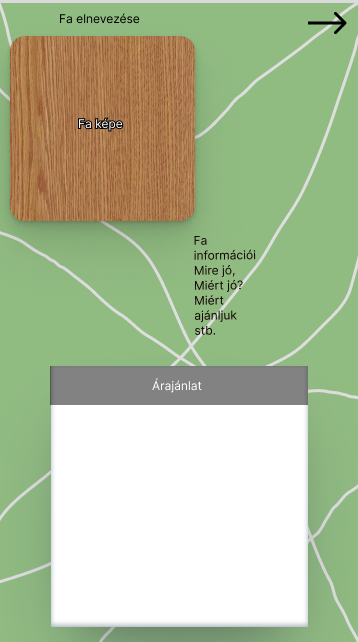 Fa elnevezése
Fa képe
Fa
információi
Mire jó,
Miért jó?
Miért
ajánljuk
stb.
Árajánlat